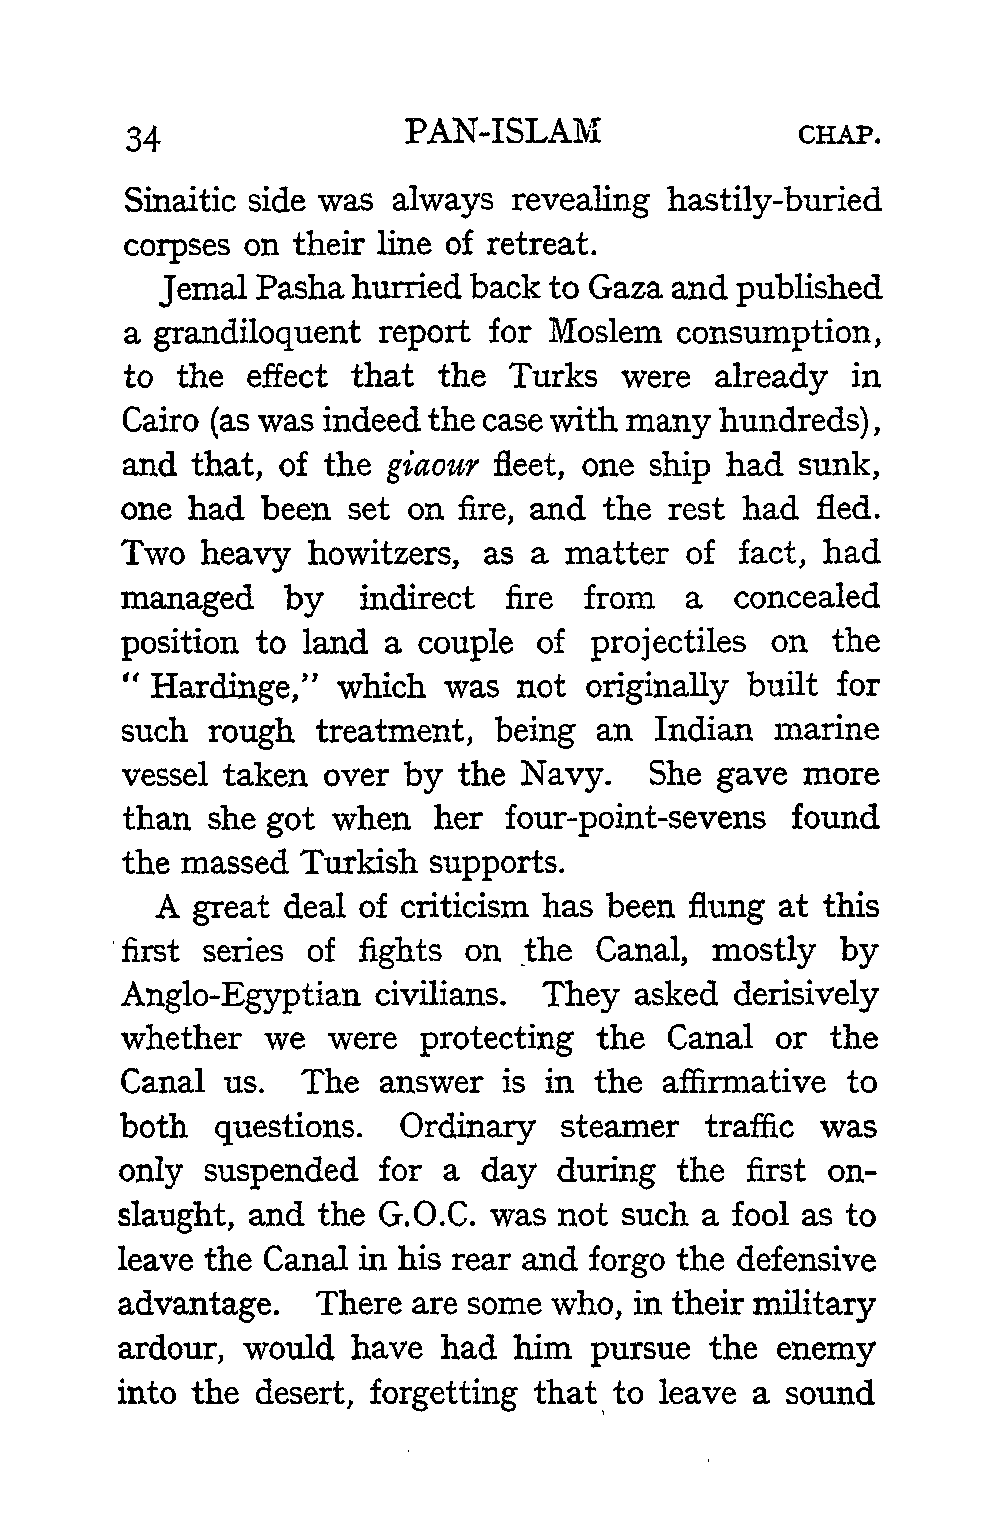 34 PAN-ISLAM CHAP.
Sinaitic side was always revealing hastily-buried
corpses on their line of retreat.
Jemal Pasha hurried back to Gaza and published
a grandiloquent report for Moslem consumption,
to the effect that the Turks were already in
Cairo (as was indeed the case with many hundreds),
and that, of the giaour fleet, one ship had sunk,
one had been set on fire, and the rest had fled.
Two heavy howitzers, as a matter of fact, had
managed by indirect fire from a concealed
position to land a couple of projectiles on the
" Hardinge," which was not originally built for
such rough treatment, being an Indian marine
vessel taken over by the Navy. She gave more
than she got when her four-point-sevens found
the massed Turkish supports.
A great deal of criticism has been flung at this
first series of fights on the Canal, mostly by
Anglo-Egyptian civilians. They asked derisively
whether we were protecting the Canal or the
Canal us. The answer is in the affirmative to
both questions. Ordinary steamer traffic was
only suspended for a day during the first on-
slaught, and the G.O.C. was not such a fool as to
leave the Canal in his rear and forgo the defensive
advantage. There are some who, in their military
ardour, would have had him pursue the enemy
into the desert, forgetting that to leave a sound